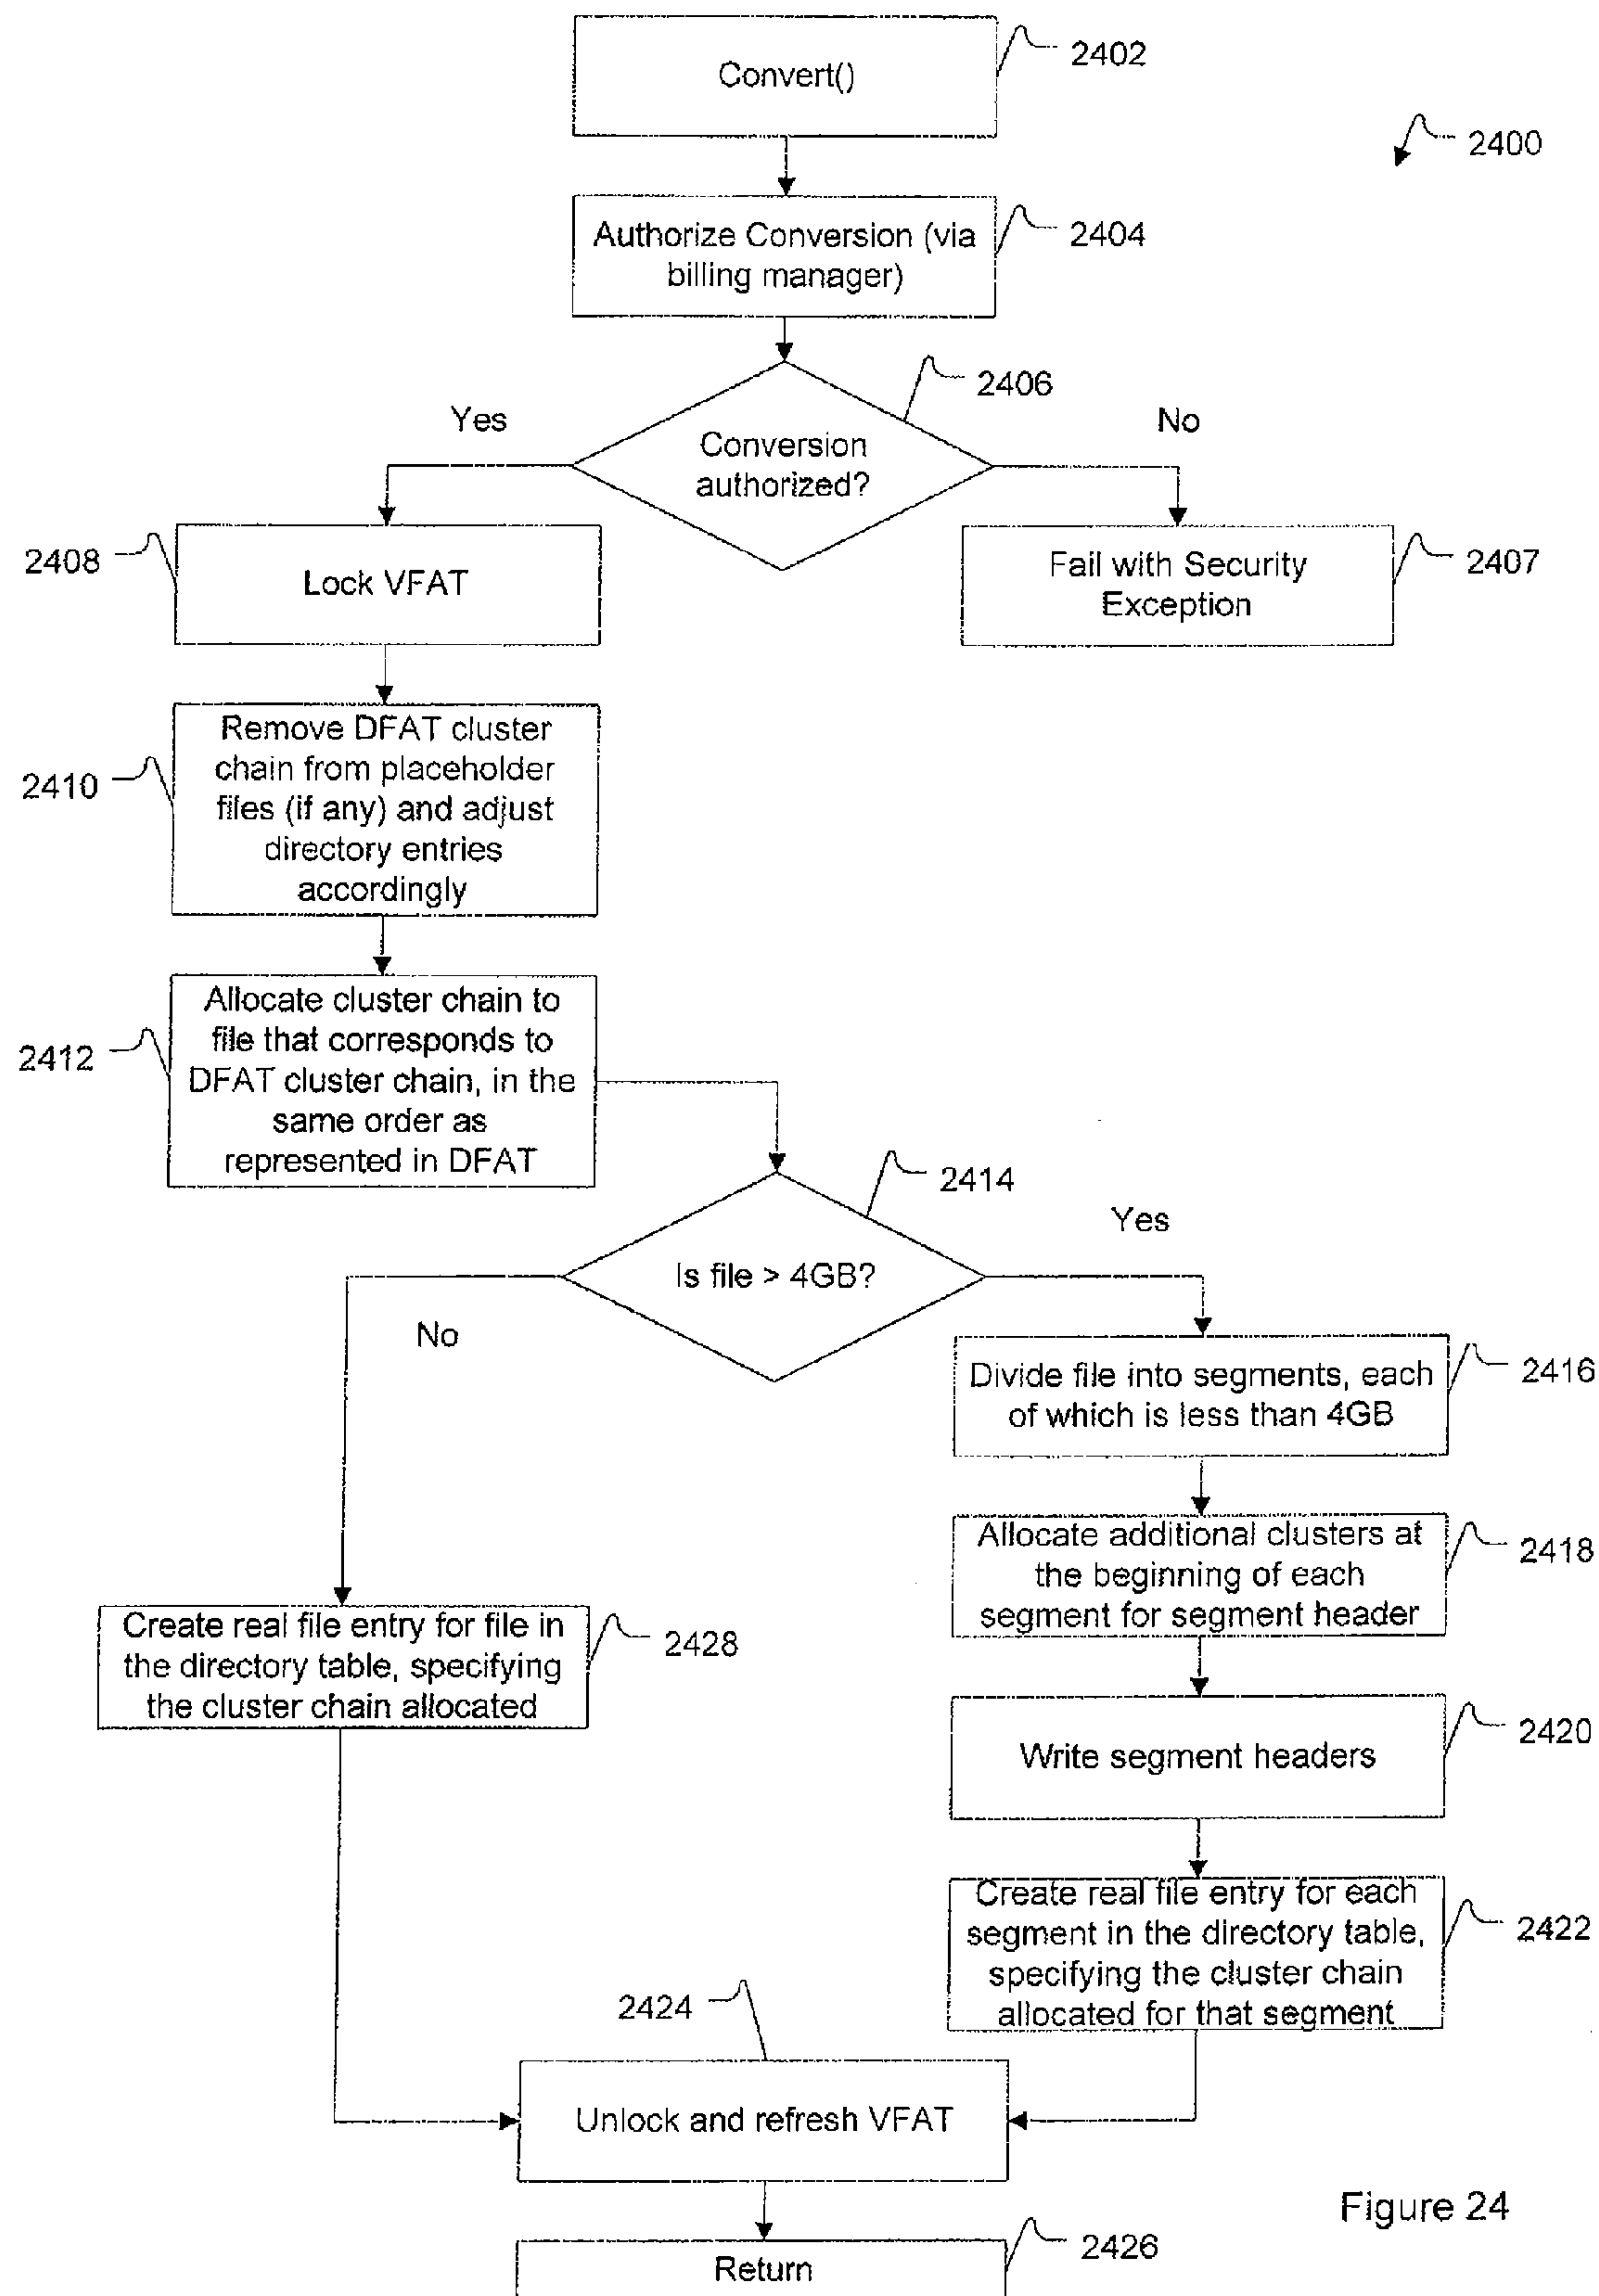 Convert()
2402
2400
Authorize Conversion (via
billing manager)
2404
2406
Yes
No
Conversion
authorized?
2408
Lock VFAT
Fail with Security
Exception
2407
2410
Remove DFAT cluster
chain from placeholder
files (if any) and adjust
directory entries
accordingly
2412
Allocate cluster chain to
file that corresponds to
DFAT cluster chain, in the
same order as
represented in DFAT
2414
Yes
Is file > 4GB?
No
Divide file into segments, each
of which is less than 4GB
2416
Allocate additional clusters at
the beginning of each
segment for segment header
2418
Create real file entry for file in
the directory table, specifying
the cluster chain allocated
2428
Write segment headers
2420
Create real file entry for each
segment in the directory table,
specifying the cluster chain
allocated for that segment
2422
2424
Unlock and refresh VFAT
Figure 24
Return
2426